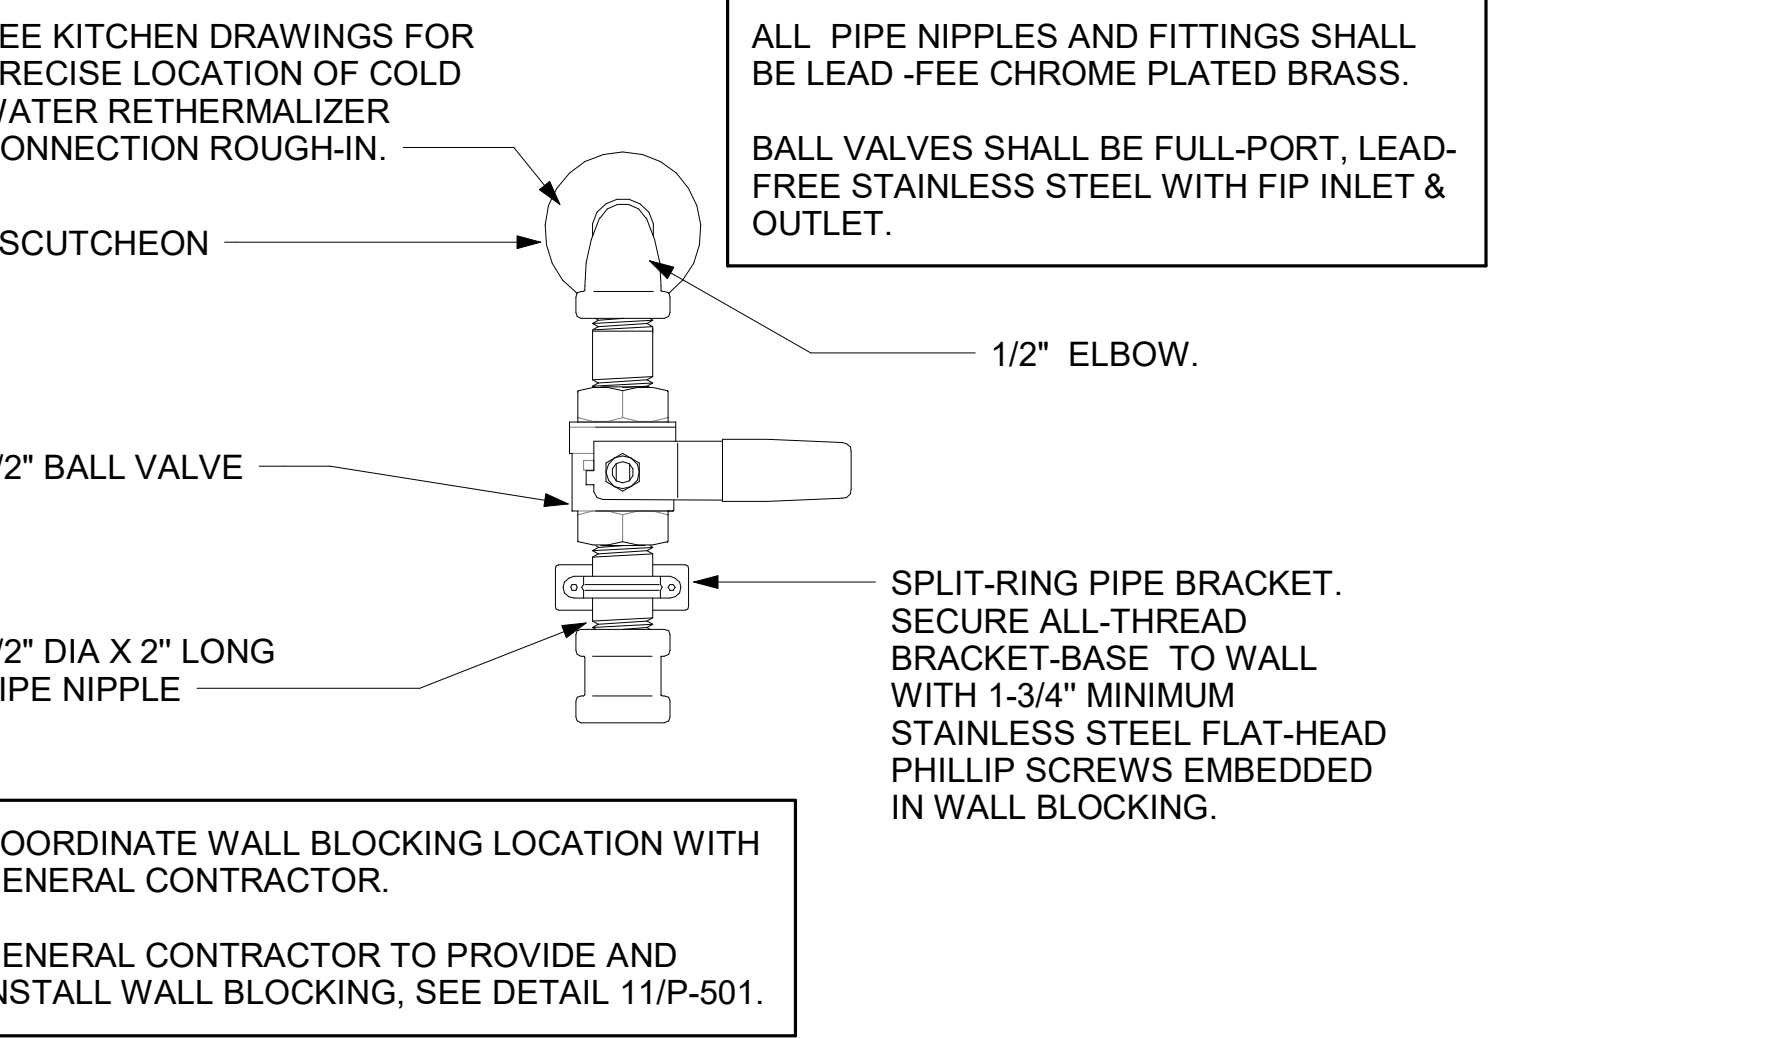 EE KITCHEN DRAWINGS FOR
RECISE LOCATION OF COLD
WATER RETHERMALIZER
ONNECTION ROUGH-IN.
SCUTCHEON
/2" BALL VALVE
/2" DIA X 2" LONG
IPE NIPPLE
ALL PIPE NIPPLES AND FITTINGS SHALL
BE LEAD -FEE CHROME PLATED BRASS.
BALL VALVES SHALL BE FULL-PORT, LEAD-
FREE STAINLESS STEEL WITH FIP INLET &
OUTLET.
1/2" ELBOW.
SPLIT-RING PIPE BRACKET.
SECURE ALL-THREAD
BRACKET-BASE TO WALL
WITH 1-3/4" MINIMUM
STAINLESS STEEL FLAT-HEAD
PHILLIP SCREWS EMBEDDED
IN WALL BLOCKING.
OORDINATE WALL BLOCKING LOCATION WITH
ENERAL CONTRACTOR.
ENERAL CONTRACTOR TO PROVIDE AND
NSTALL WALL BLOCKING, SEE DETAIL 11/P-501.